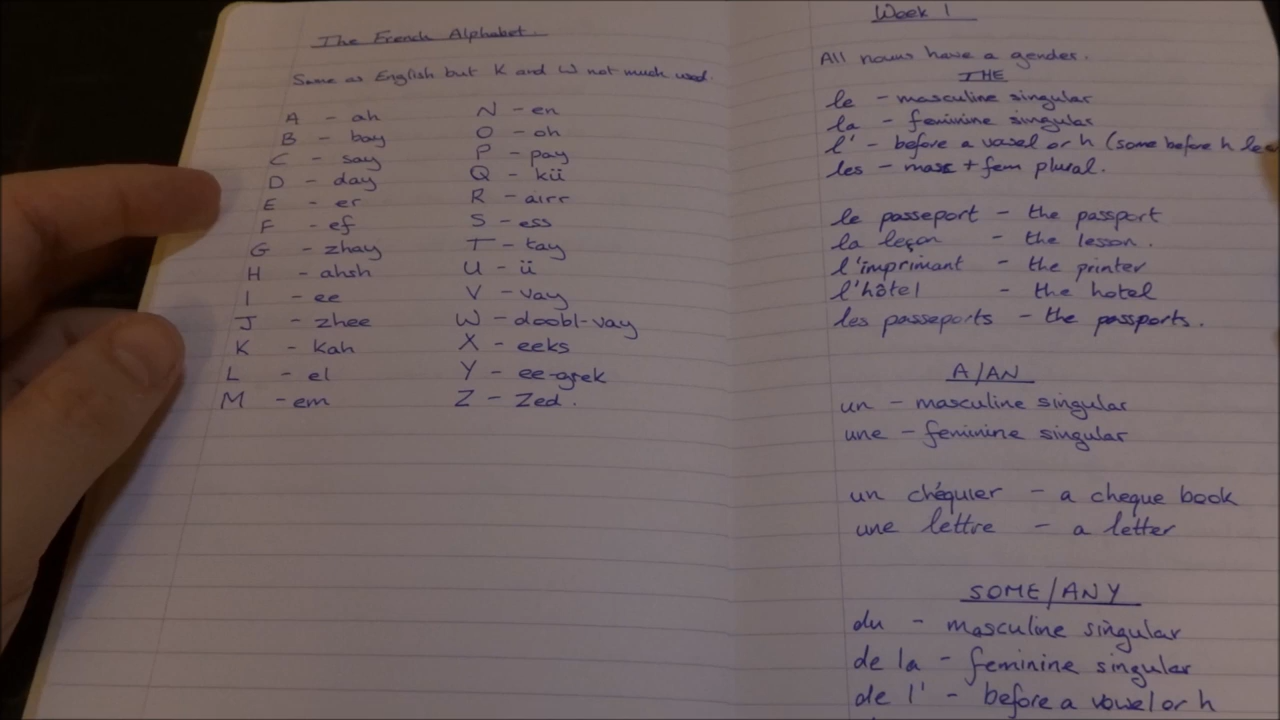 The French Alphabet.
Same as English but K and W not much used.
A - ah
B - bay
C - say
D - day
E - er
F - ef
G - zhay
H - ahsh
I - ee
J - zhee
K - kah
L - el
M - em
N - en
O - oh
P - pay
Q - kü
R - airr
S - ess
T - tay
U - ü
V - vay
W - doobl-vay
X - eeks
Y - ee-grek
Z - Zed.
Week 1
All nouns have a gender.
THE
le - masculine singular
la - feminine singular
l' - before a vowel or h (some before h
les - masc + fem plural.
le passeport - the passport
la leçon - the lesson.
l'imprimant - the printer
l'hôtel - the hotel
les passeports - the passports.
A/AN
un - masculine singular
une - feminine singular
un chéquier - a cheque book
une lettre - a letter
SOME/ANY
du - masculine singular
de la - feminine singular
de l' - before a vowel or h